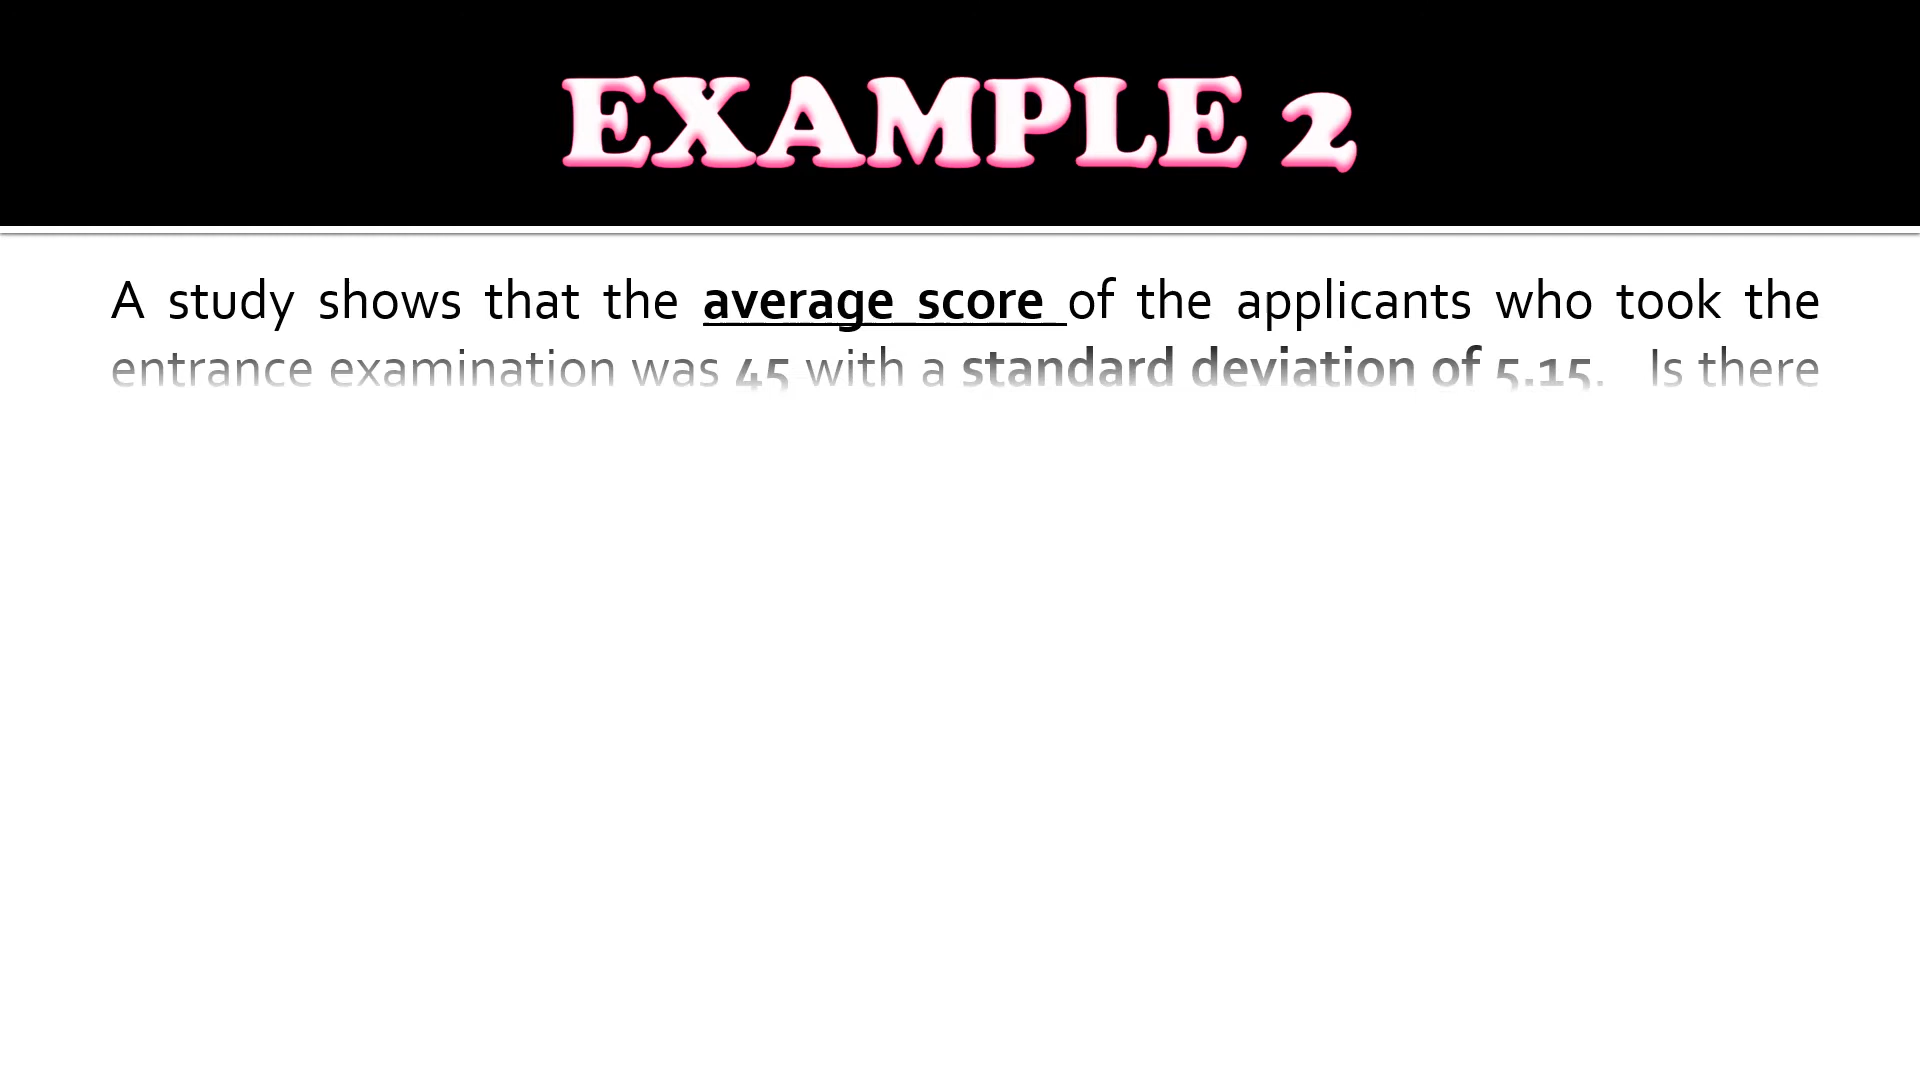 EXAMPLE 2
A study shows that the average score of the applicants who took the
entrance examination was 45 with a standard deviation of 5.15. Is there